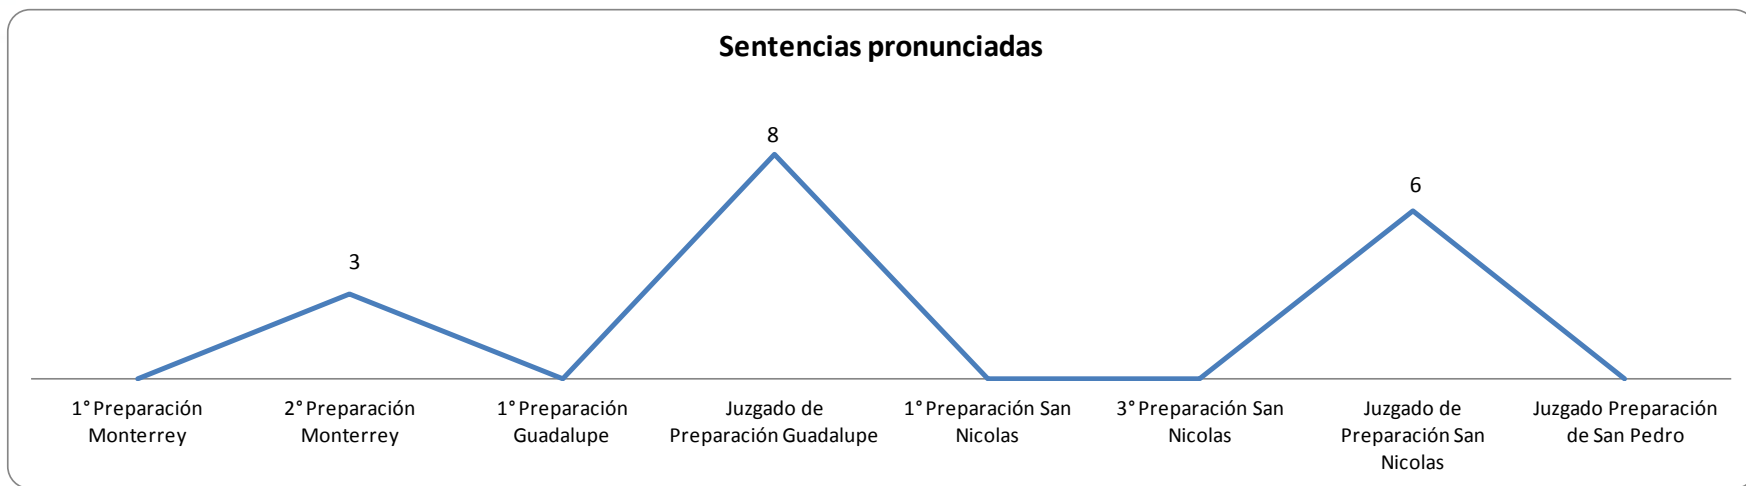 Sentencias pronunciadas
8
6
3
1° Preparación
Monterrey
2° Preparación
Monterrey
1° Preparación
Guadalupe
Juzgado de
Preparación Guadalupe
1° Preparación San
Nicolas
3° Preparación San
Nicolas
Juzgado de
Preparación San
Nicolas
Juzgado Preparación
de San Pedro